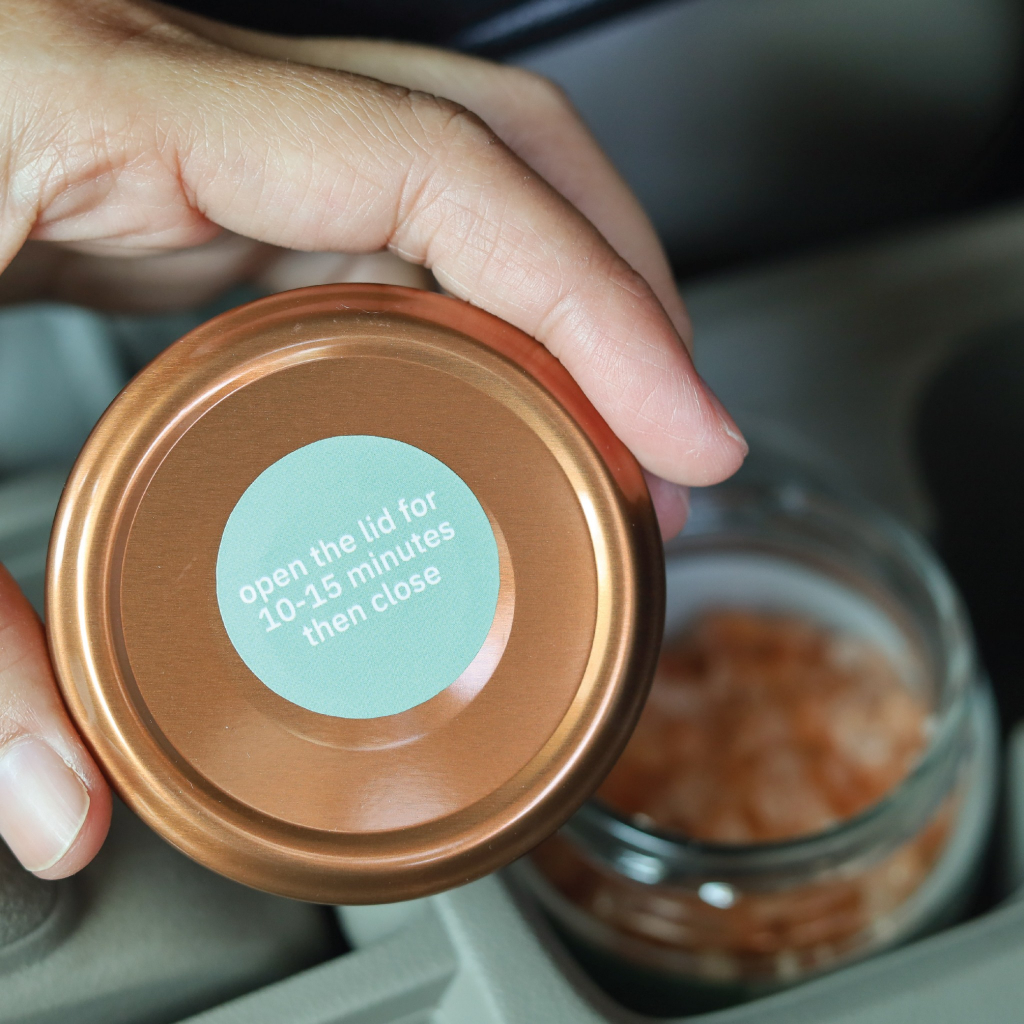 open the lid for
10-15 minutes
then close